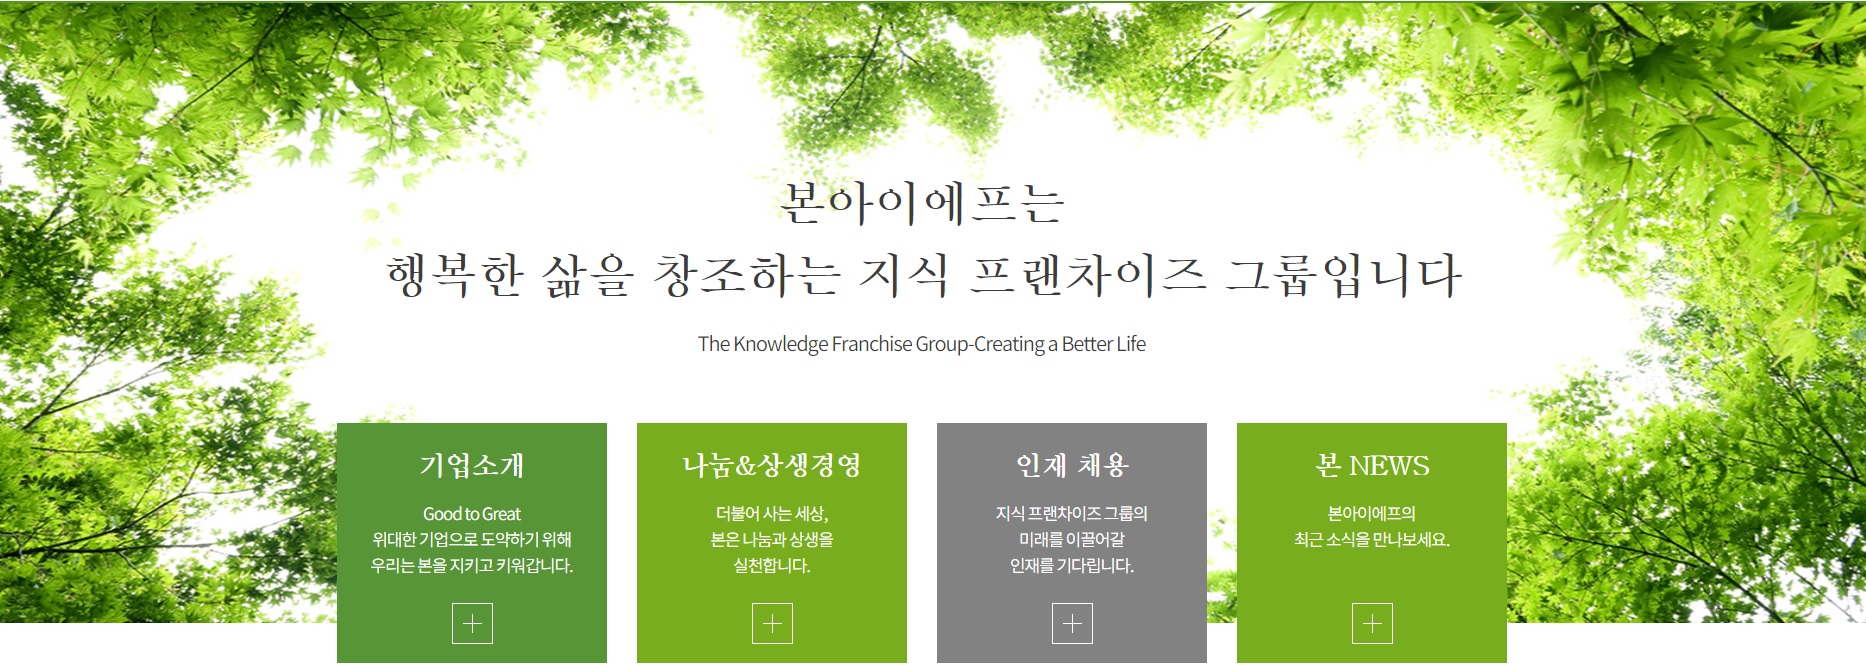 본아이에프는
행복한 삶을 창조하는 지식 프랜차이즈 그룹입니다
The Knowledge Franchise Group-Creating a Better Life
기업소개
Good to Great
위대한 기업으로 도약하기 위해
우리는 본을 지키고 키워갑니다.
나눔&상생경영
더불어 사는 세상,
본은 나눔과 상생을
실천합니다.
인재 채용
지식 프랜차이즈 그룹의
미래를 이끌어갈
인재를 기다립니다.
본 NEWS
본아이에프의
최근 소식을 만나보세요.